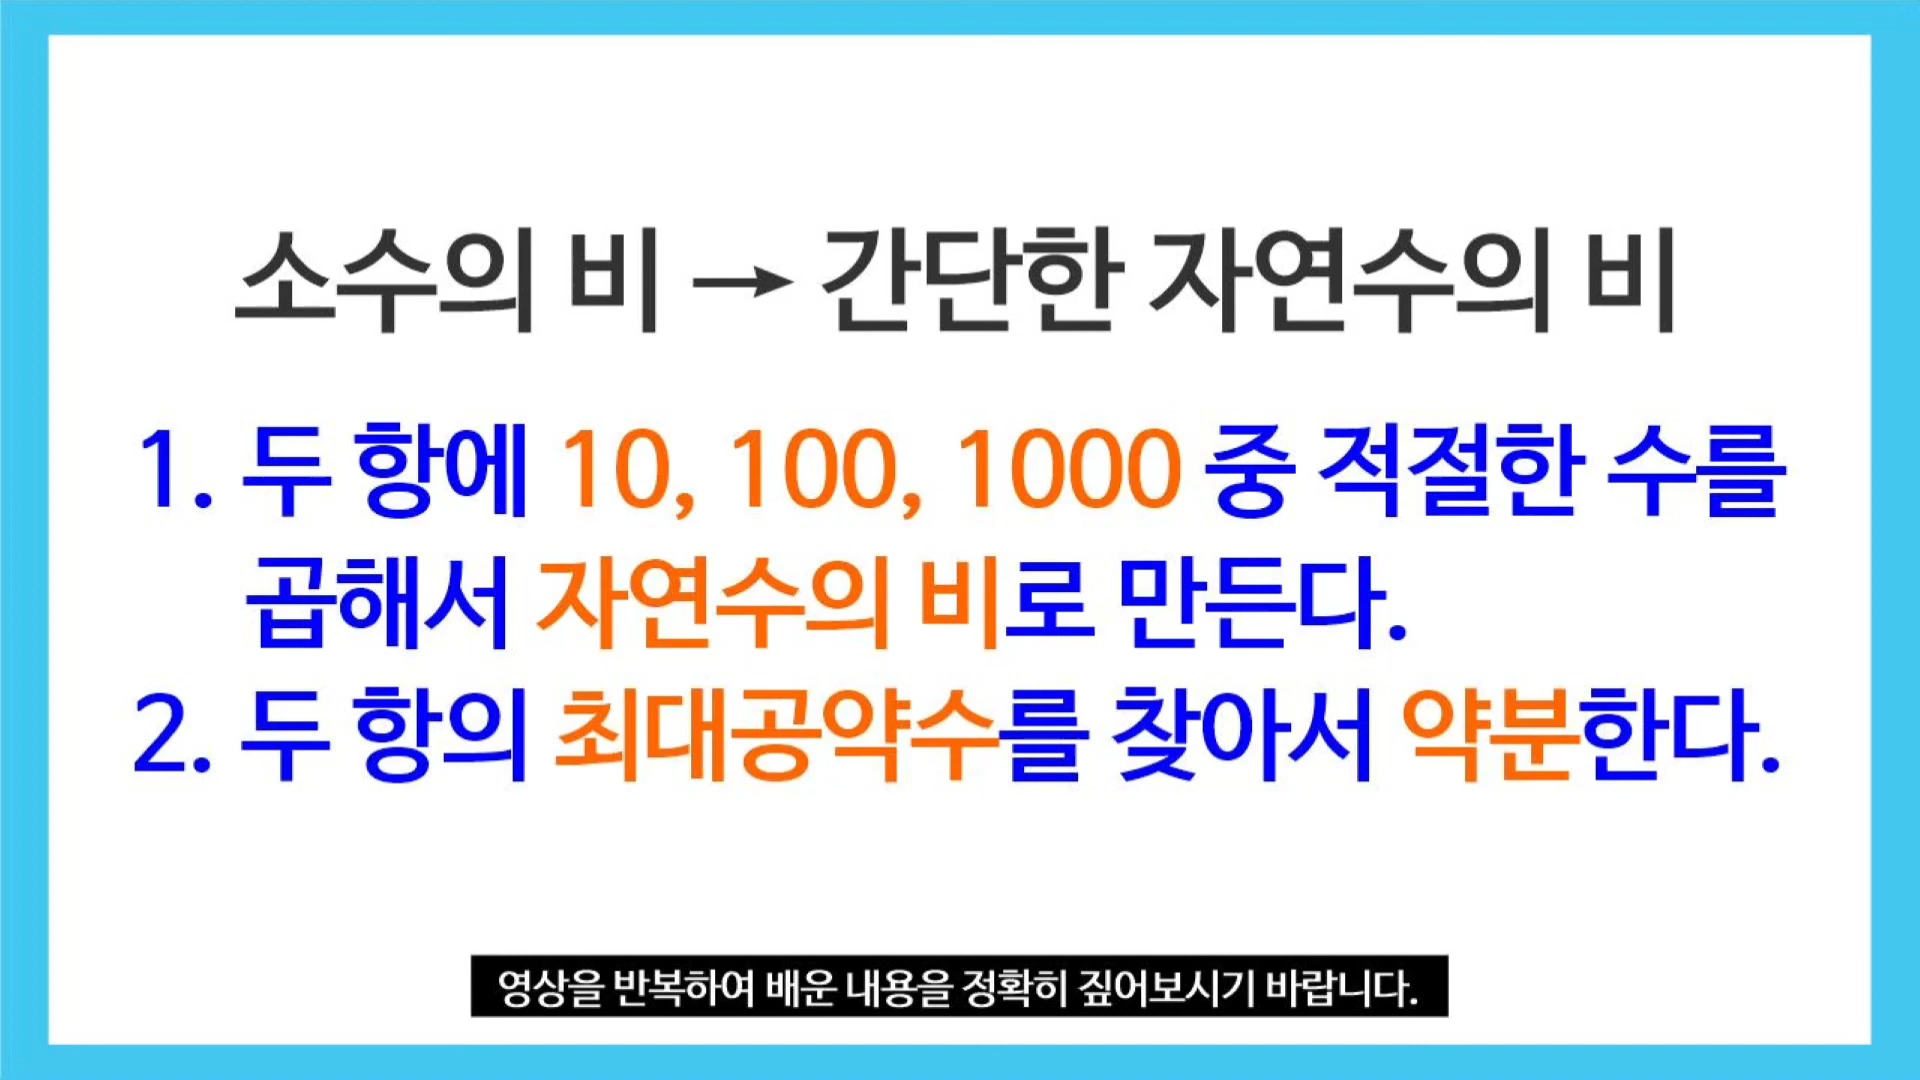 소수의 비 → 간단한 자연수의 비
1. 두 항에 10, 100, 1000 중 적절한 수를
곱해서 자연수의 비로 만든다.
2. 두 항의 최대공약수를 찾아서 약분한다.
영상을 반복하여 배운 내용을 정확히 짚어보시기 바랍니다.